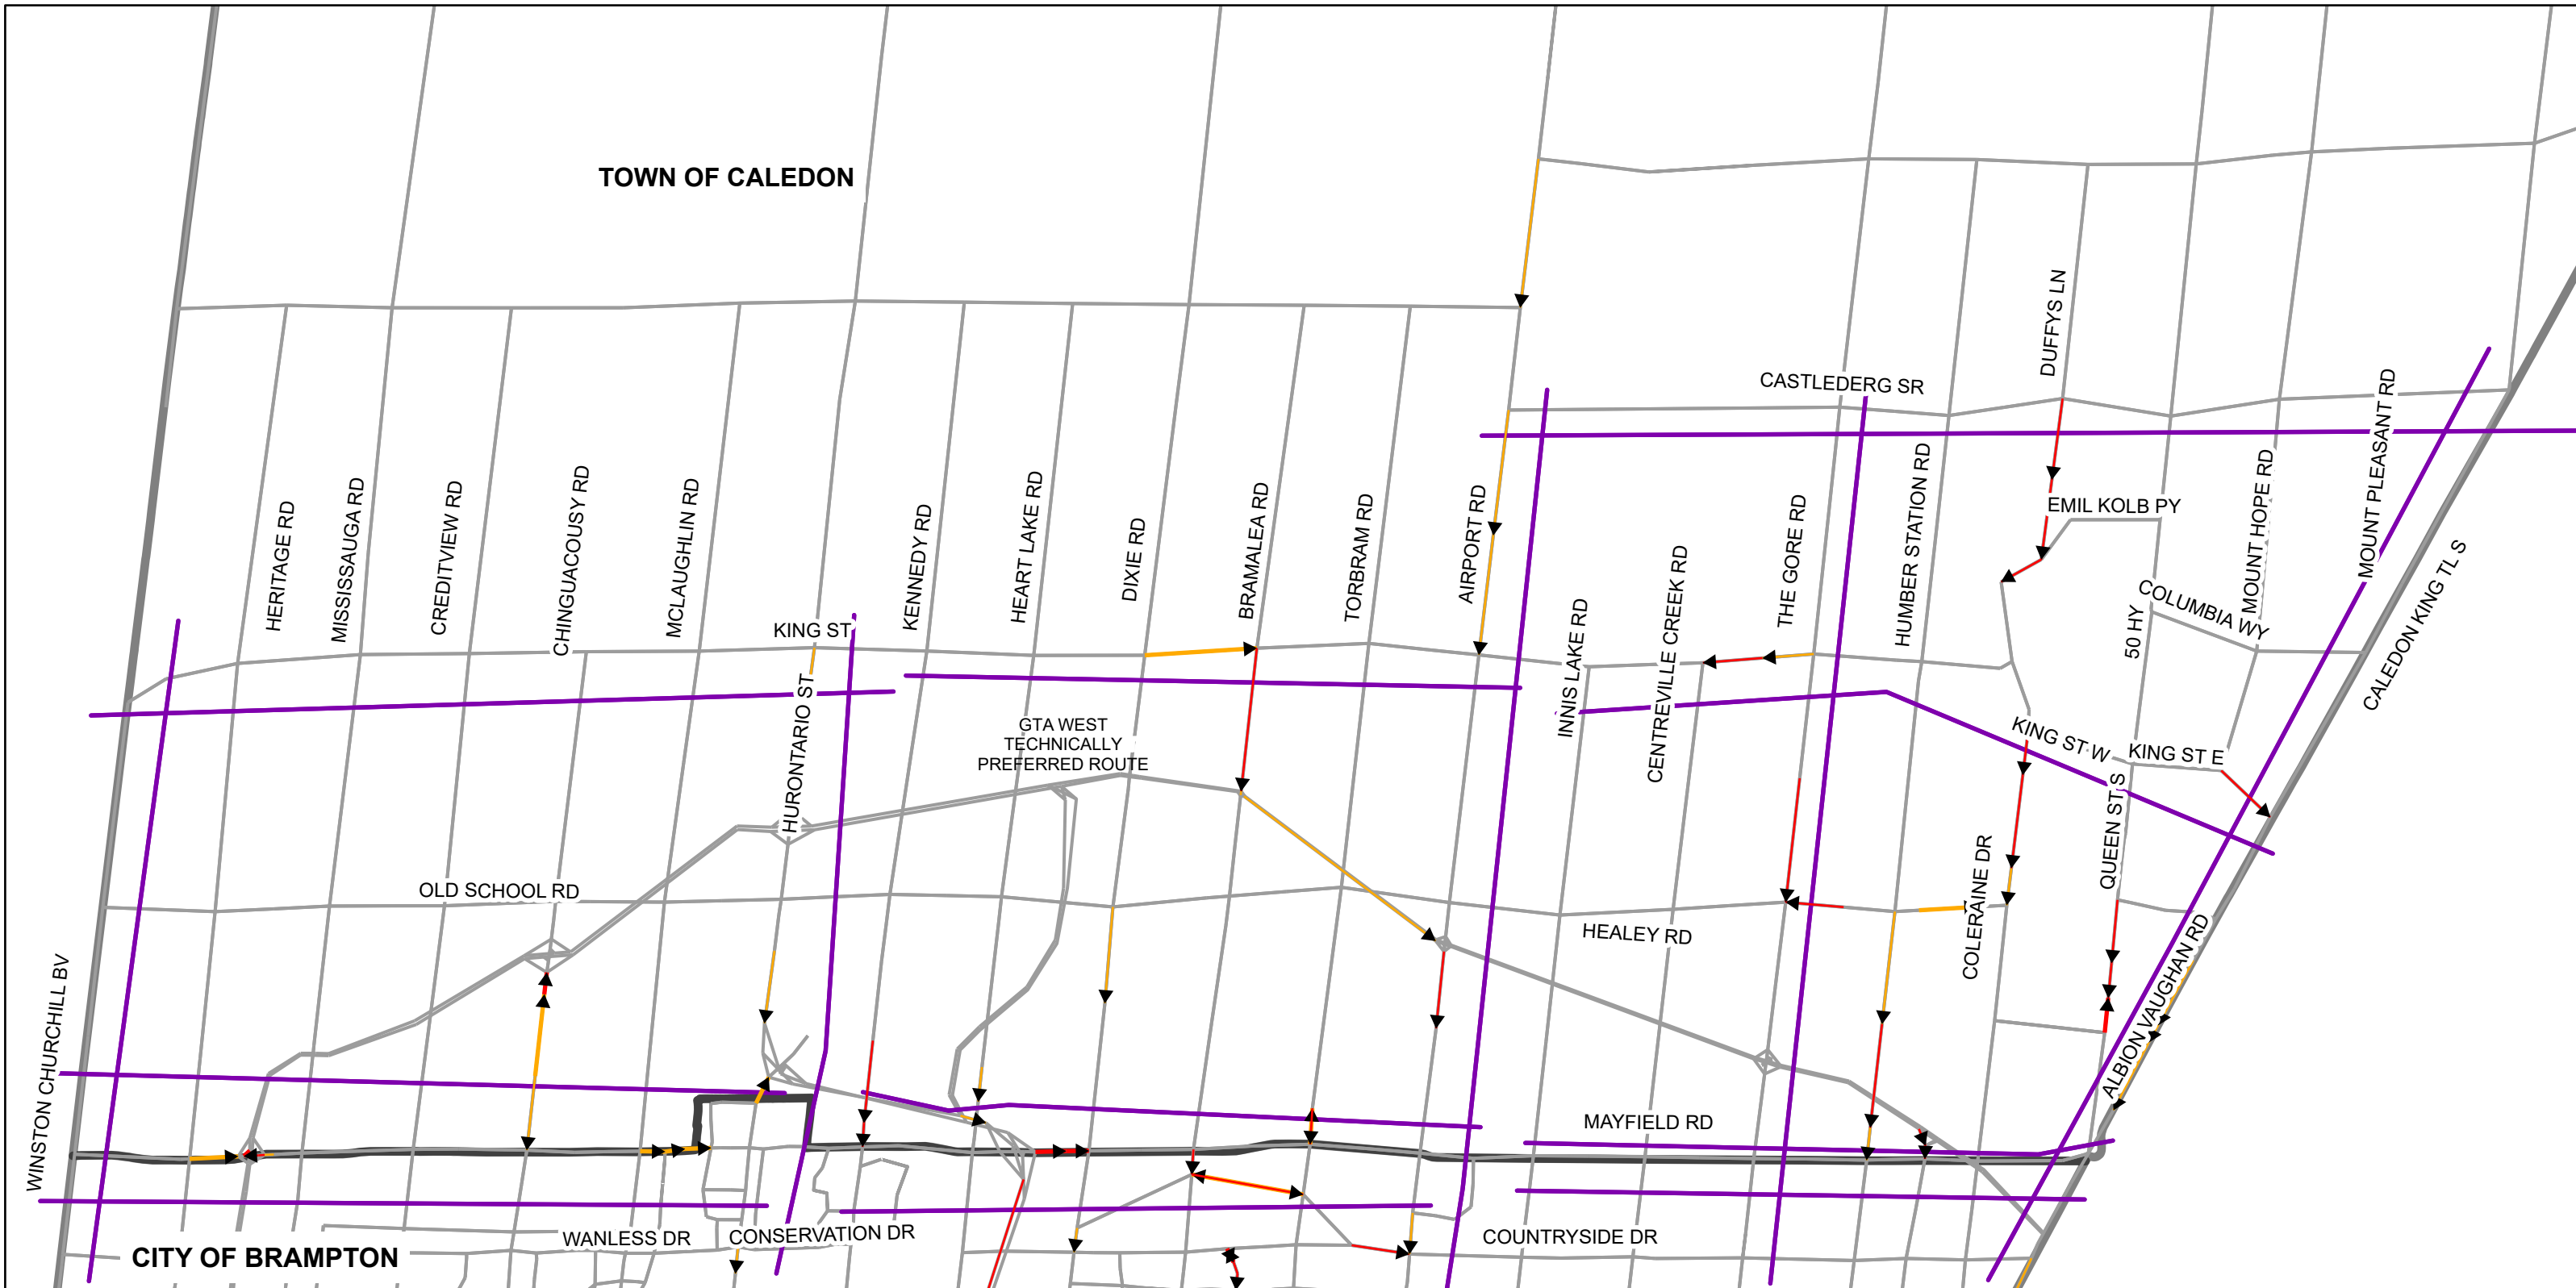 TOWN OF CALEDON
DUFFYS LN
CASTLEDERG SR
MOUNT PLEASANT RD
HERITAGE RD
MISSISSAUGA RD
CREDITVIEW RD
CHINGUACOUSY RD
MCLAUGHLIN RD
KENNEDY RD
HEART LAKE RD
DIXIE RD
BRAMALEA RD
TORBRAM RD
AIRPORT RD
THE GORE RD
HUMBER STATION RD
EMIL KOLB PY
MOUNT HOPE RD
KING ST
INNIS LAKE RD
CENTREVILLE CREEK RD
50 HY
COLUMBIA WY
CALEDON KING TL S
HURONTARIO ST
GTA WEST
TECHNICALLY
PREFERRED ROUTE
KING ST W
KING ST E
QUEEN ST S
OLD SCHOOL RD
HEALEY RD
COLERAINE DR
ALBION VAUGHAN RD
WINSTON CHURCHILL BV
MAYFIELD RD
WANLESS DR
CONSERVATION DR
COUNTRYSIDE DR
CITY OF BRAMPTON